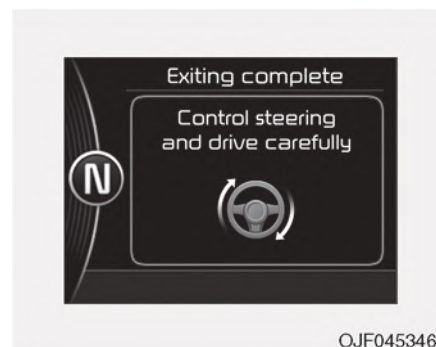 Exiting complete
Control steering
and drive carefully
N
OJF045346